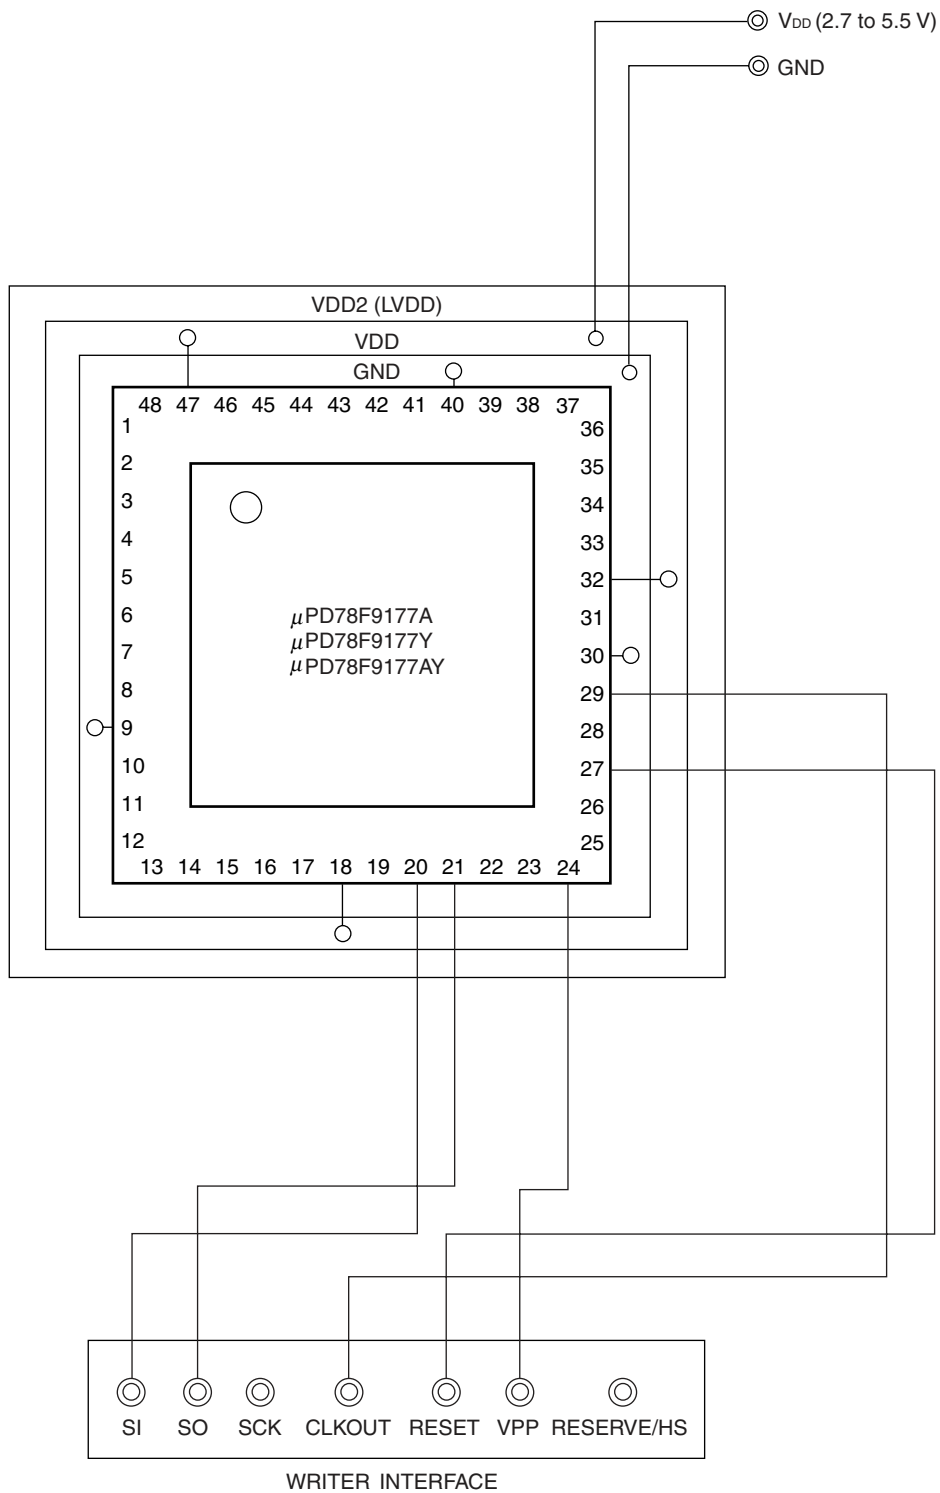 VDD (2.7 to 5.5 V)
GND
VDD2 (LVDD)
VDD
GND
48 47 46 45 44 43 42 41 40 39 38 37
1
2
3
4
5
6
7
8
9
10
11
12
36
35
34
33
32
31
30
29
28
27
26
25
μPD78F9177A
μPD78F9177Y
μPD78F9177AY
13 14 15 16 17 18 19 20 21 22 23 24
SI SO SCK CLKOUT RESET VPP RESERVE/HS
WRITER INTERFACE